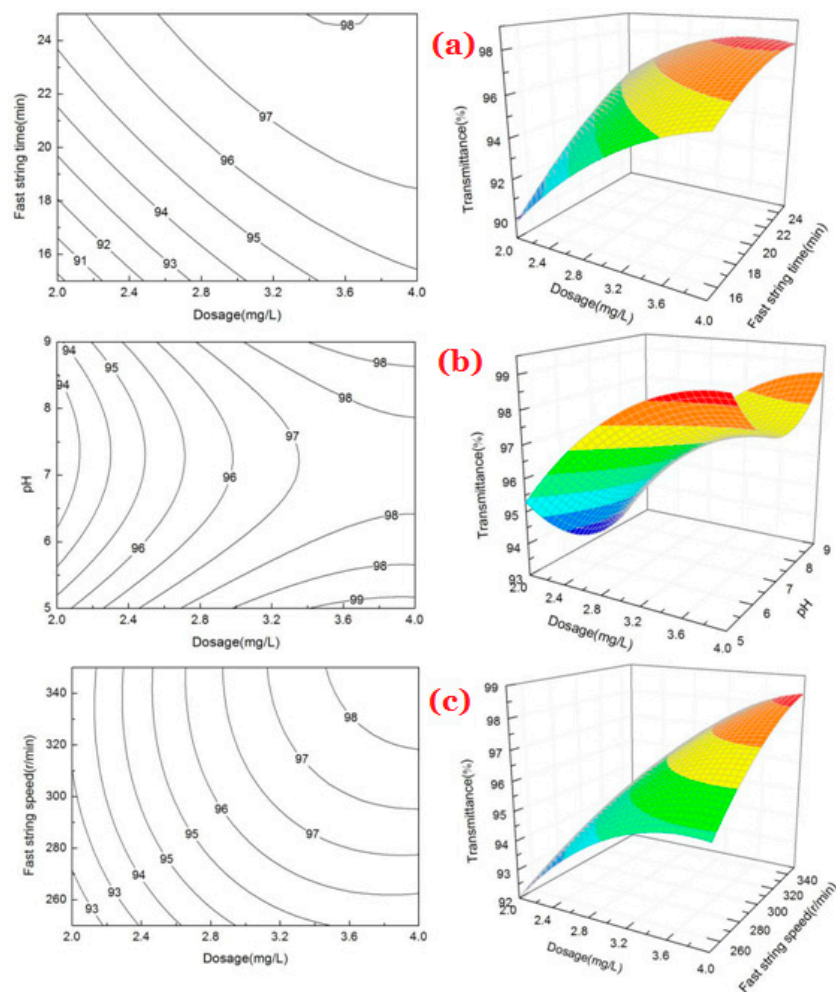 98
24
22
97
20
96
18
94
95
92
16
91
93
2.0 2.4 2.8 3.2 3.6 4.0
Fast string time(min)
Dosage(mg/L)
(a)
98
96
94
92
90
Transmittance(%)
2.0 2.4 2.8 3.2 3.6 4.0
Dosage(mg/L)
16 18 20 22 24
Fast string time(min)
9
94
95
96
98
8
94
98
97
7
96
6
98
96
98
5
99
2.0 2.4 2.8 3.2 3.6 4.0
pH
Dosage(mg/L)
(b)
99
98
97
96
95
94
93
Transmittance(%)
2.0 2.4 2.8 3.2 3.6 4.0
Dosage(mg/L)
5 6 7 8 9
pH
340
98
320
97
300
96
280
95
97
94
95
260
93
93
2.0 2.4 2.8 3.2 3.6 4.0
Fast string speed(r/min)
Dosage(mg/L)
(c)
99
98
97
96
95
94
93
92
Transmittance(%)
2.0 2.4 2.8 3.2 3.6 4.0
Dosage(mg/L)
260 280 300 320 340
Fast string speed(r/min)